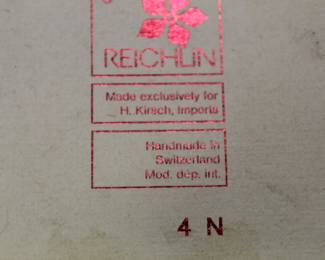 REICHLIN
Made exclusively for
H. Kirsch, Imports
Handmade in
Switzerland
Mod. dép. int.
4 N